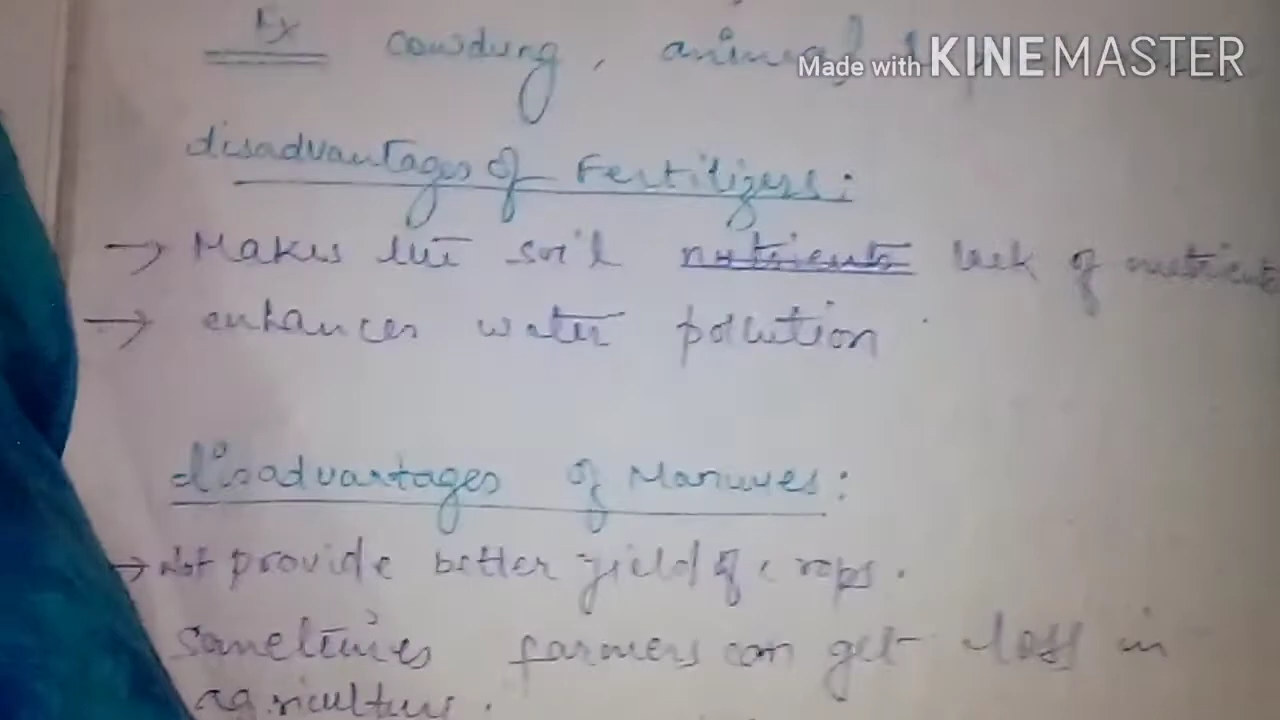 Ex cowdung, animal
Made with KINEMASTER
disadvantages of Fertilizers:
→ Makes the soil nutrients lack of nutrients
→ enhances water pollution.
disadvantages of Manures:
→ Not provide better yield of crops.
sometimes farmers can get loss in
agriculture.